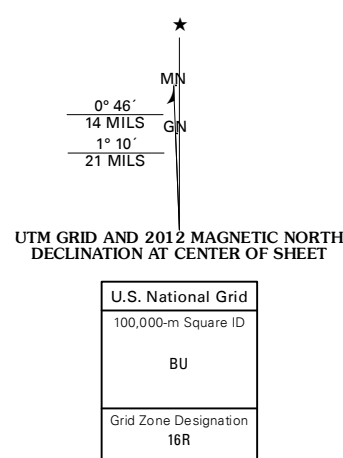 ★
MN
0° 46´
14 MILS
GN
1° 10´
21 MILS
UTM GRID AND 2012 MAGNETIC NORTH
DECLINATION AT CENTER OF SHEET
U.S. National Grid
100,000-m Square ID
BU
Grid Zone Designation
16R